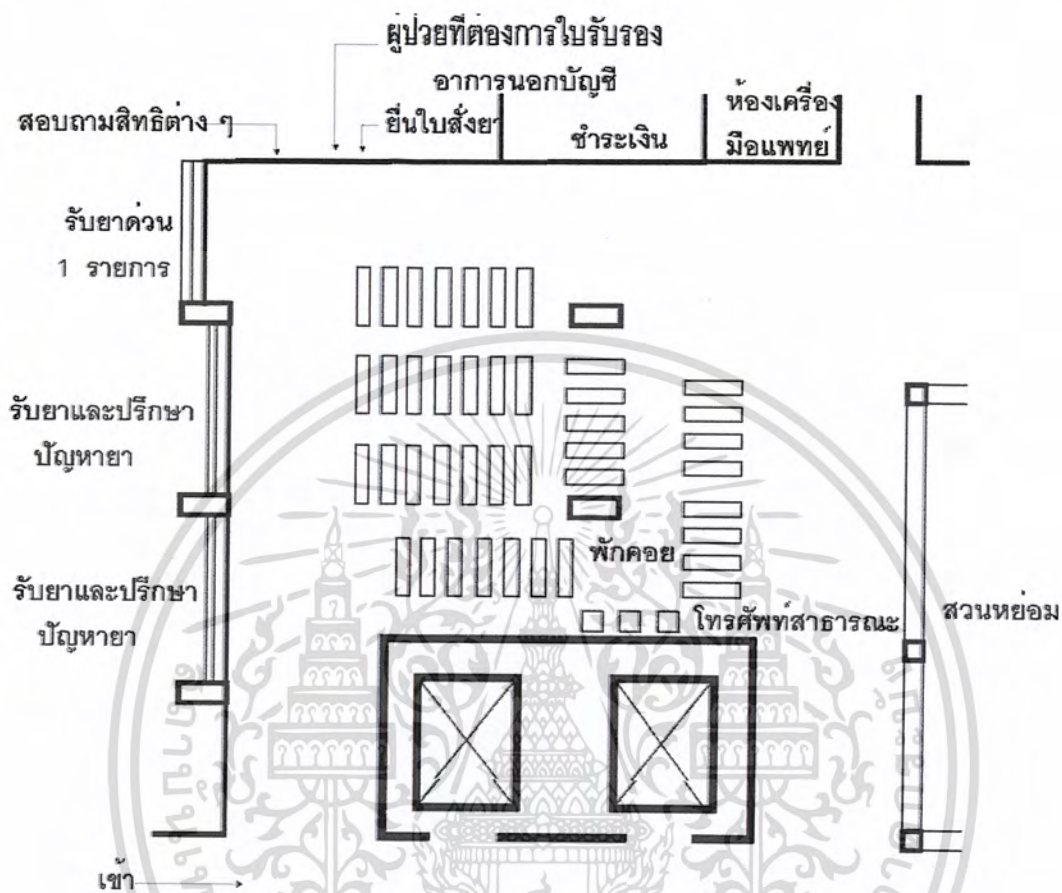 ผู้ป่วยที่ต้องการใบรับรอง
อาการนอกบัญชี
ห้องเครื่อง
มือแพทย์
สอบถามสิทธิต่าง ๆ
ยื่นใบสั่งยา
ชำระเงิน
รับยาด่วน
1 รายการ
รับยาและปรึกษา
ปัญหายา
พักคอย
รับยาและปรึกษา
ปัญหายา
โทรศัพท์สาธารณะ
สวนหย่อม
เข้า